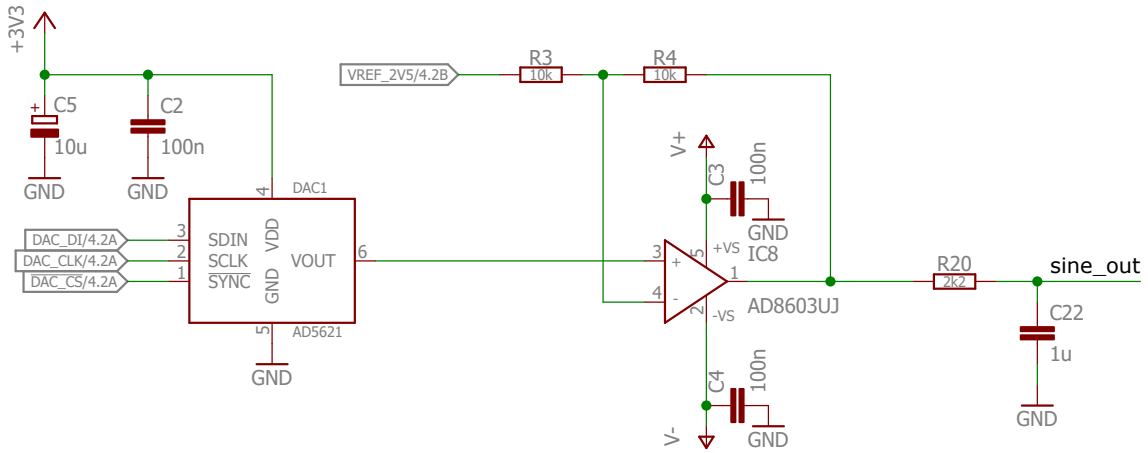 +3V3
+
C5
10u
GND
C2
100n
GND
DAC_DI/4.2A
DAC_CLK/4.2A
DAC_CS/4.2A
3
2
1
4
DAC1
SDIN
SCLK
SYNC
VDD
GND
VOUT
6
5
AD5621
GND
VREF_2V5/4.2B
R3
10k
R4
10k
V+
C3
100n
GND
IC8
+VS
5
3
+
4
-
1
2
-VS
AD8603UJ
C4
100n
GND
V-
R20
2k2
sine_out
C22
1u
GND